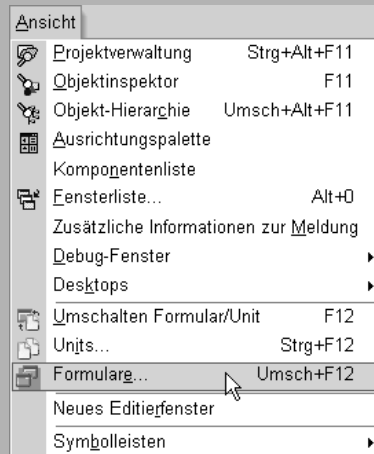 Ansicht
Projektverwaltung Strg+Alt+F11
Objektinspektor F11
Objekt-Hierarchie Umsch+Alt+F11
Ausrichtungspalette
Komponentenliste
Fensterliste... Alt+0
Zusätzliche Informationen zur Meldung
Debug-Fenster
Desktops
Umschalten Formular/Unit F12
Units... Strg+F12
Formulare... Umsch+F12
Neues Editierfenster
Symbolleisten